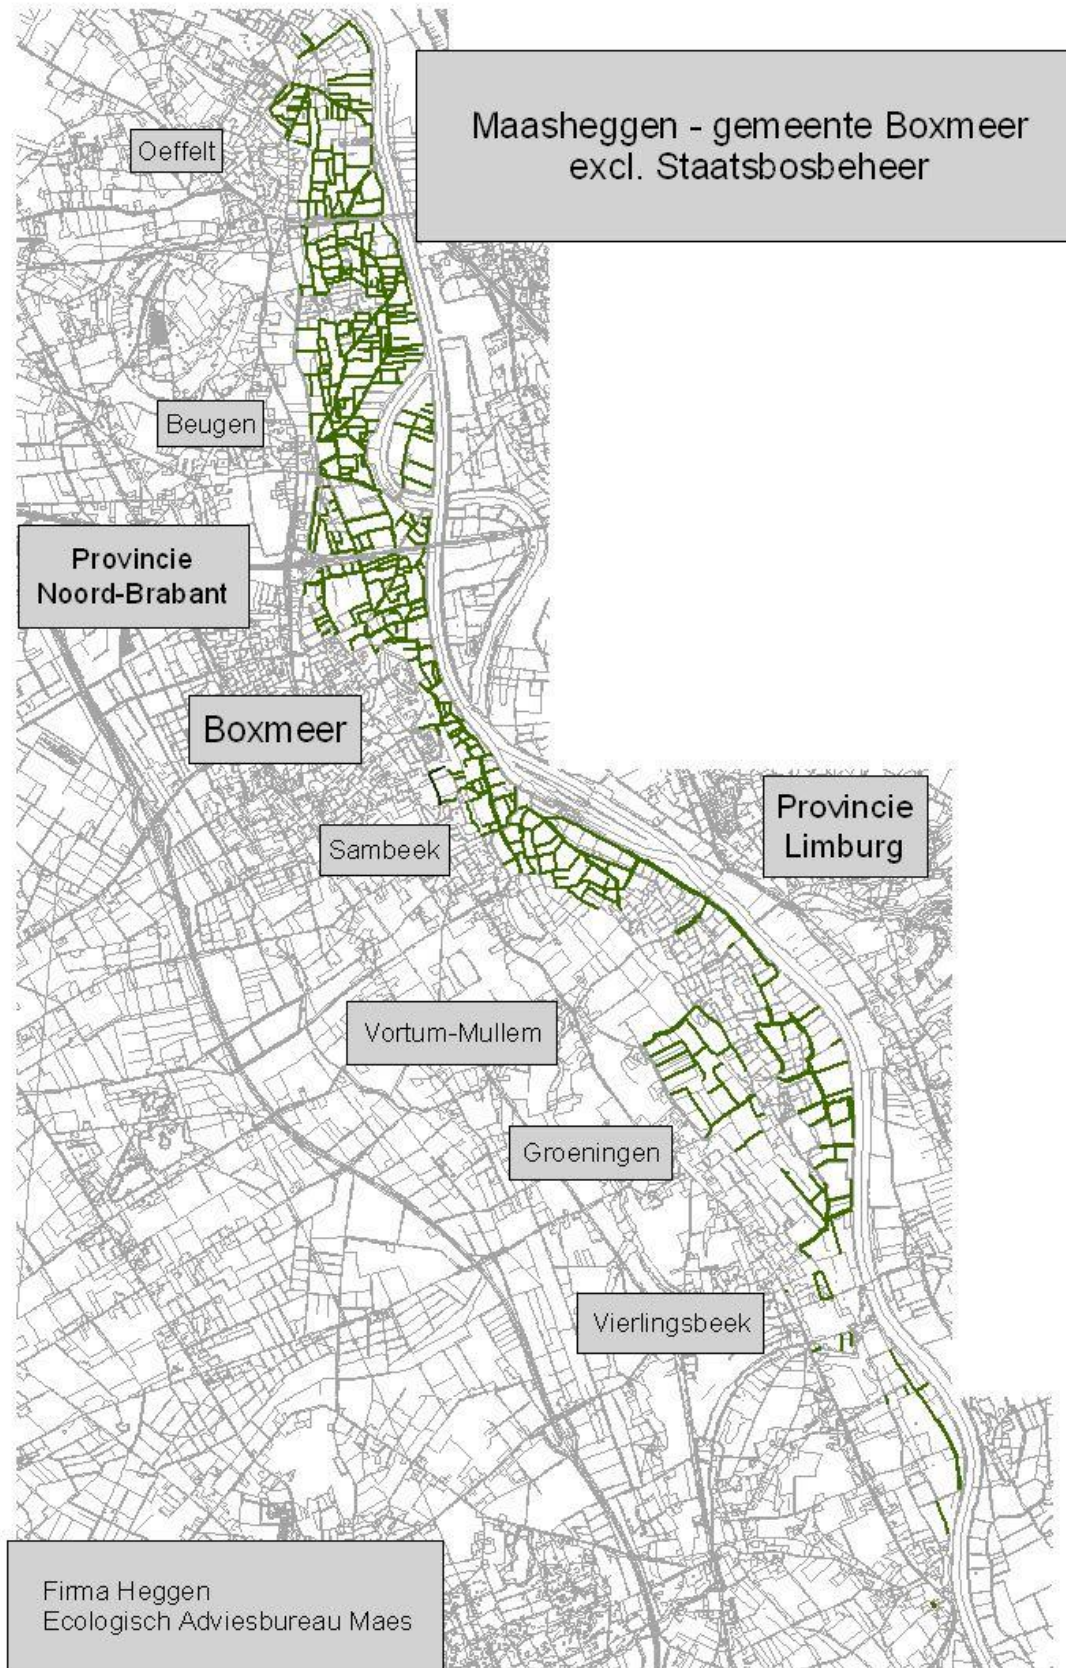 Maasheggen - gemeente Boxmeer
excl. Staatsbosbeheer
Oeffelt
Beugen
Provincie
Noord-Brabant
Boxmeer
Provincie
Limburg
Sambeek
Vortum-Mullem
Groeningen
Vierlingsbeek
Firma Heggen
Ecologisch Adviesbureau Maes